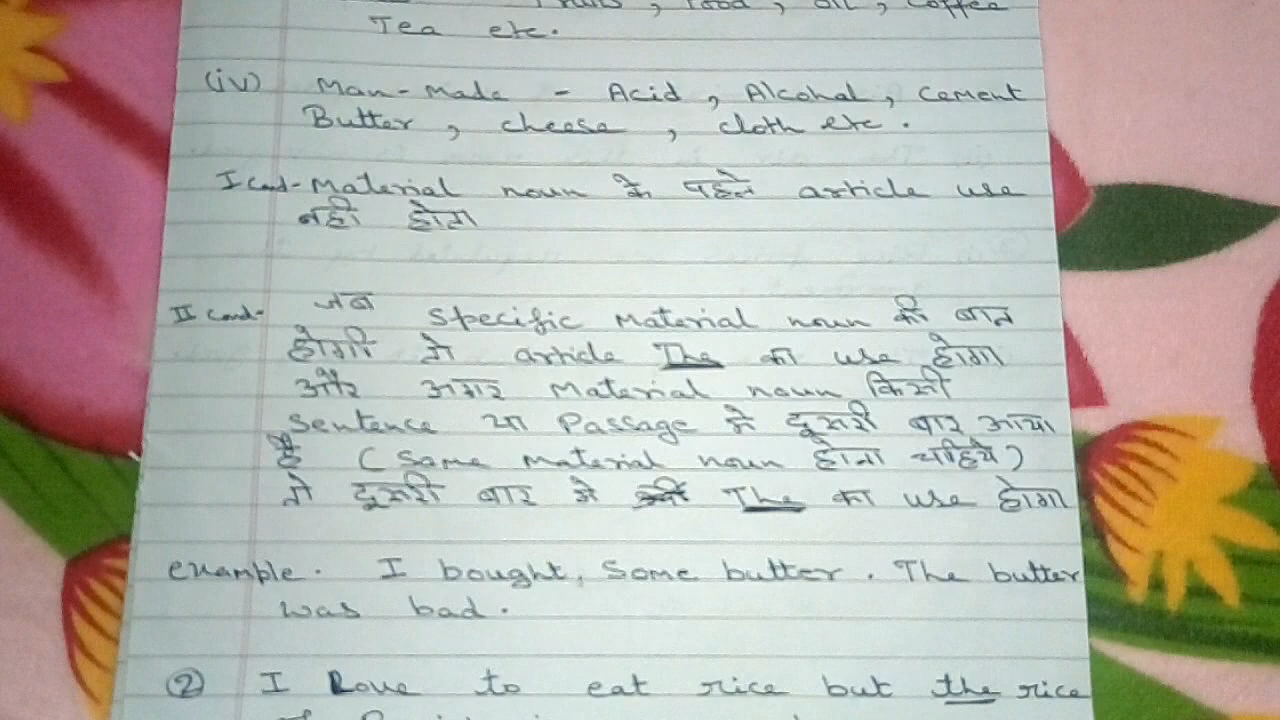 , Food, oil, coffee
Tea etc.
(iv) Man-Made - Acid, Alcohal, cement
Butter, cheese, cloth etc.
I Cond- Material noun के पहले article use
नही होता
II cond- जब specific material noun की बात
होगी तो article The का use होगा
और अगर material noun किसी
sentence या Passage मे दूसरी बार आया
है (Same material noun होना चाहिये)
तो दूसरी बार मे The का use होगा
example. I bought, Some butter. The butter
was bad.
② I Love to eat rice but the rice